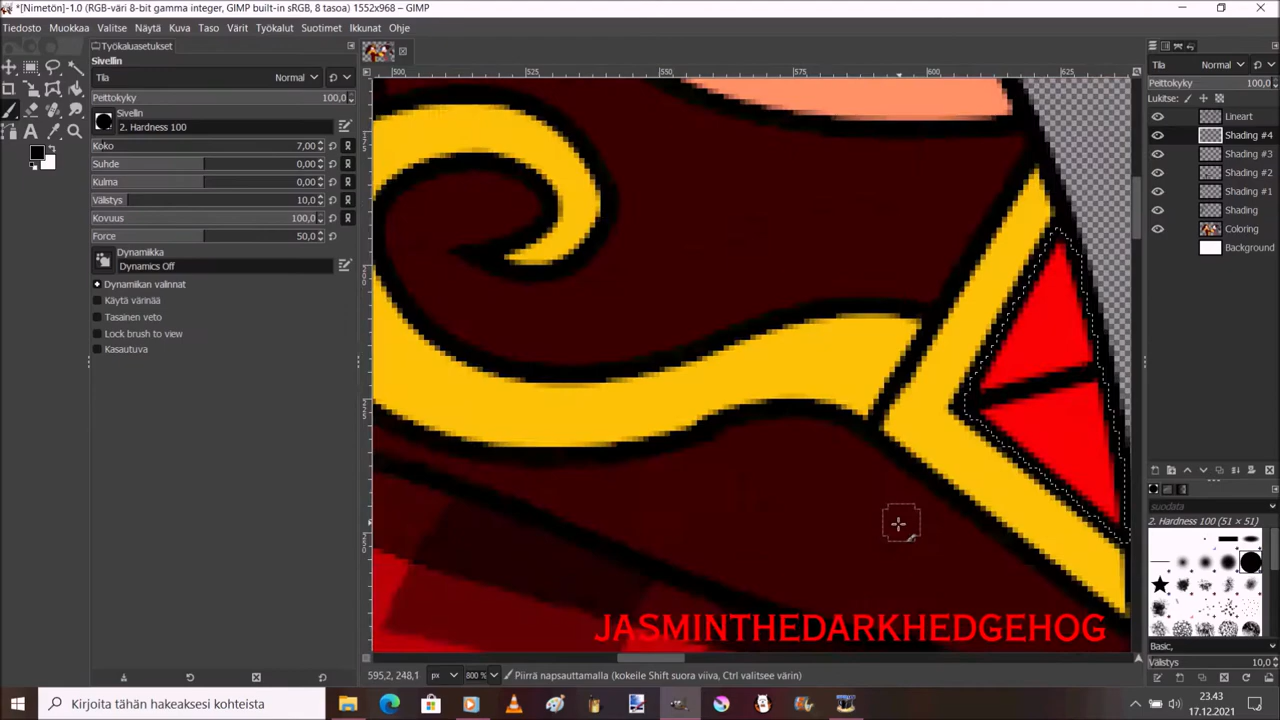 *[Nimetön]-1.0 (RGB-väri 8-bit gamma integer, GIMP built-in sRGB, 8 tasoa) 1552x968 – GIMP
Tiedosto Muokkaa Valitse Näytä Kuva Taso Värit Työkalut Suotimet Ikkunat Ohje
Työkaluasetukset
Sivellin
Tila Normal
Peittokyky 100,0
Sivellin
2. Hardness 100
Koko 7,00
Suhde 0,00
Kulma 0,00
Välistys 10,0
Kovuus 100,0
Force 50,0
Dynamiikka
Dynamics Off
Dynamiikan valinnat
Käytä värinää
Tasainen veto
Lock brush to view
Kasautuva
500 525 550 575 600 625
JASMINTHEDARKHEDGEHOG
595,2, 248,1 px 800 % Piirrä napsauttamalla (kokeile Shift suora viiva, Ctrl valitsee värin)
Tila Normal
Peittokyky 100,0
Lukitse:
Lineart
Shading #4
Shading #3
Shading #2
Shading #1
Shading
Coloring
Background
suodata
2. Hardness 100 (51 × 51)
Basic,
Välistys 10,0
Kirjoita tähän hakeaksesi kohteista
23.43
17.12.2021